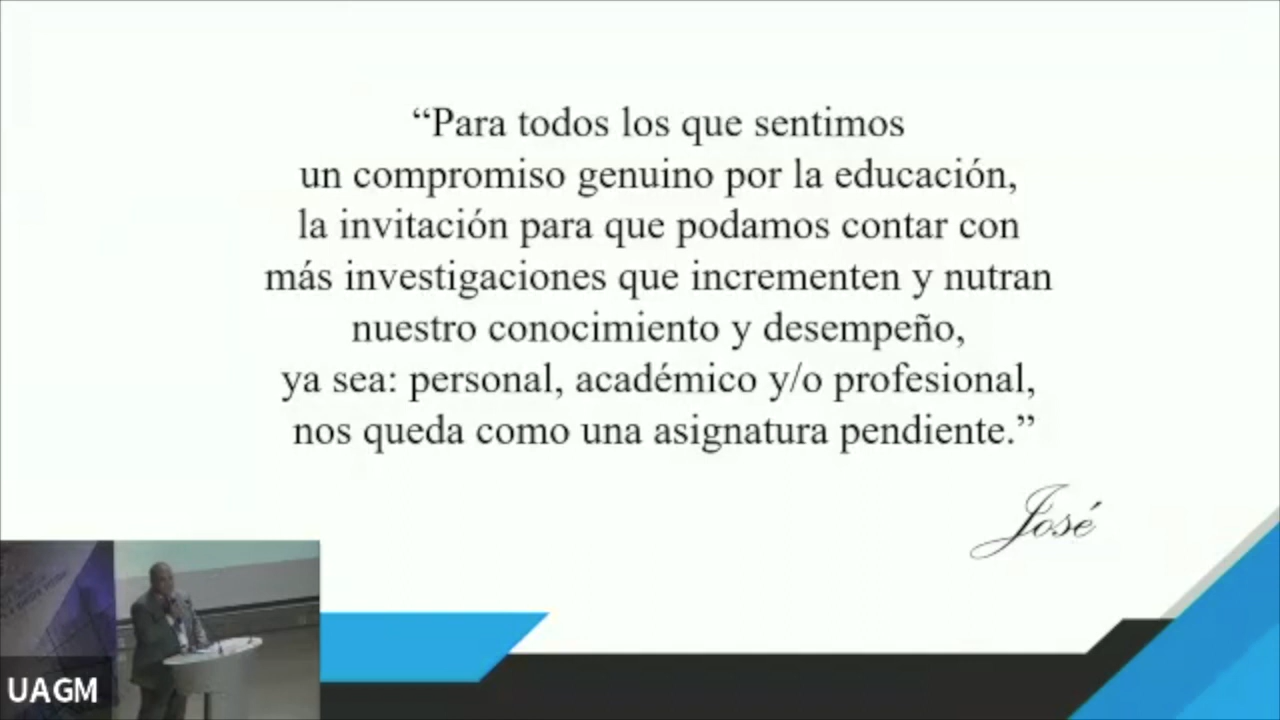 “Para todos los que sentimos
un compromiso genuino por la educación,
la invitación para que podamos contar con
más investigaciones que incrementen y nutran
nuestro conocimiento y desempeño,
ya sea: personal, académico y/o profesional,
nos queda como una asignatura pendiente.”
José
UAGM